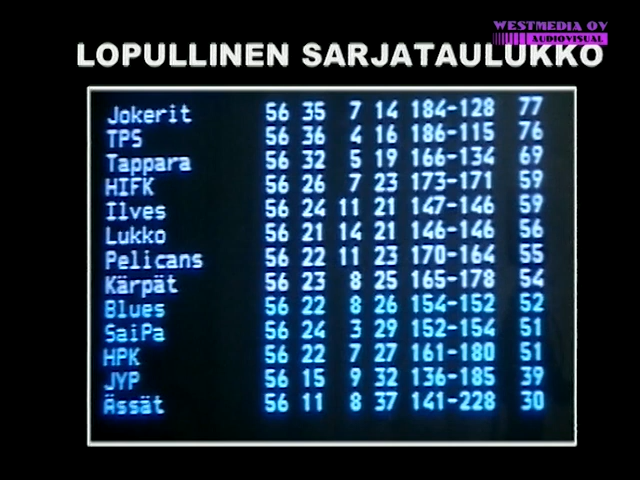 WESTMEDIA OY
AUDIOVISUAL
LOPULLINEN SARJATAULUKKO
Jokerit 56 35 7 14 184-128 77
TPS 56 36 4 16 186-115 76
Tappara 56 32 5 19 166-134 69
HIFK 56 26 7 23 173-171 59
Ilves 56 24 11 21 147-146 59
Lukko 56 21 14 21 146-146 56
Pelicans 56 22 11 23 170-164 55
Kärpät 56 23 8 25 165-178 54
Blues 56 22 8 26 154-152 52
SaiPa 56 24 3 29 152-154 51
HPK 56 22 7 27 161-180 51
JYP 56 15 9 32 136-185 39
Ässät 56 11 8 37 141-228 30